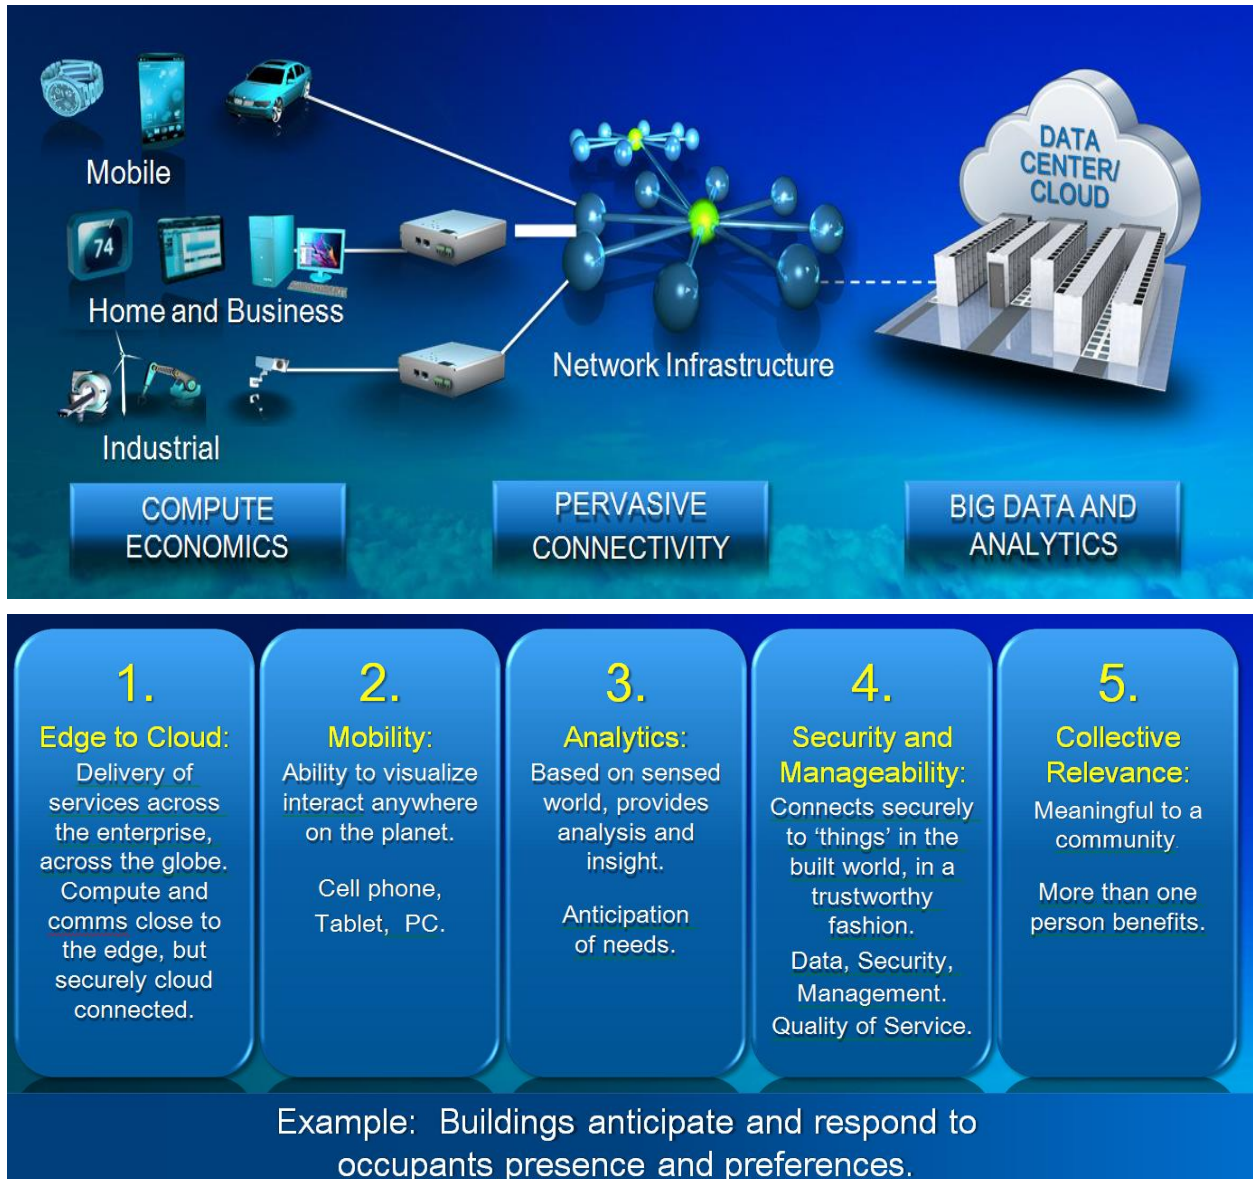 Mobile
74
Home and Business
Industrial
Network Infrastructure
DATA
CENTER/
CLOUD
COMPUTE
ECONOMICS
PERVASIVE
CONNECTIVITY
BIG DATA AND
ANALYTICS
1.
Edge to Cloud:
Delivery of
services across
the enterprise,
across the globe.
Compute and
comms close to
the edge, but
securely cloud
connected.
2.
Mobility:
Ability to visualize
interact anywhere
on the planet.
Cell phone,
Tablet, PC.
3.
Analytics:
Based on sensed
world, provides
analysis and
insight.
Anticipation
of needs.
4.
Security and
Manageability:
Connects securely
to ‘things’ in the
built world, in a
trustworthy
fashion.
Data, Security,
Management.
Quality of Service.
5.
Collective
Relevance:
Meaningful to a
community.
More than one
person benefits.
Example: Buildings anticipate and respond to
occupants presence and preferences.